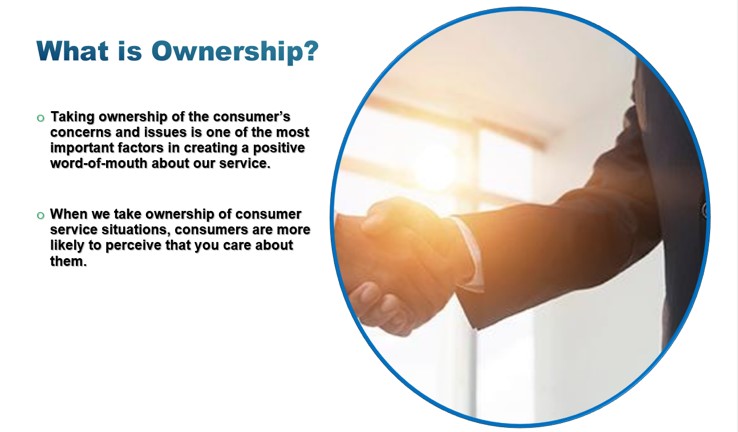 What is Ownership?
Taking ownership of the consumer's
concerns and issues is one of the most
important factors in creating a positive
word-of-mouth about our service.
When we take ownership of consumer
service situations, consumers are more
likely to perceive that you care about
them.